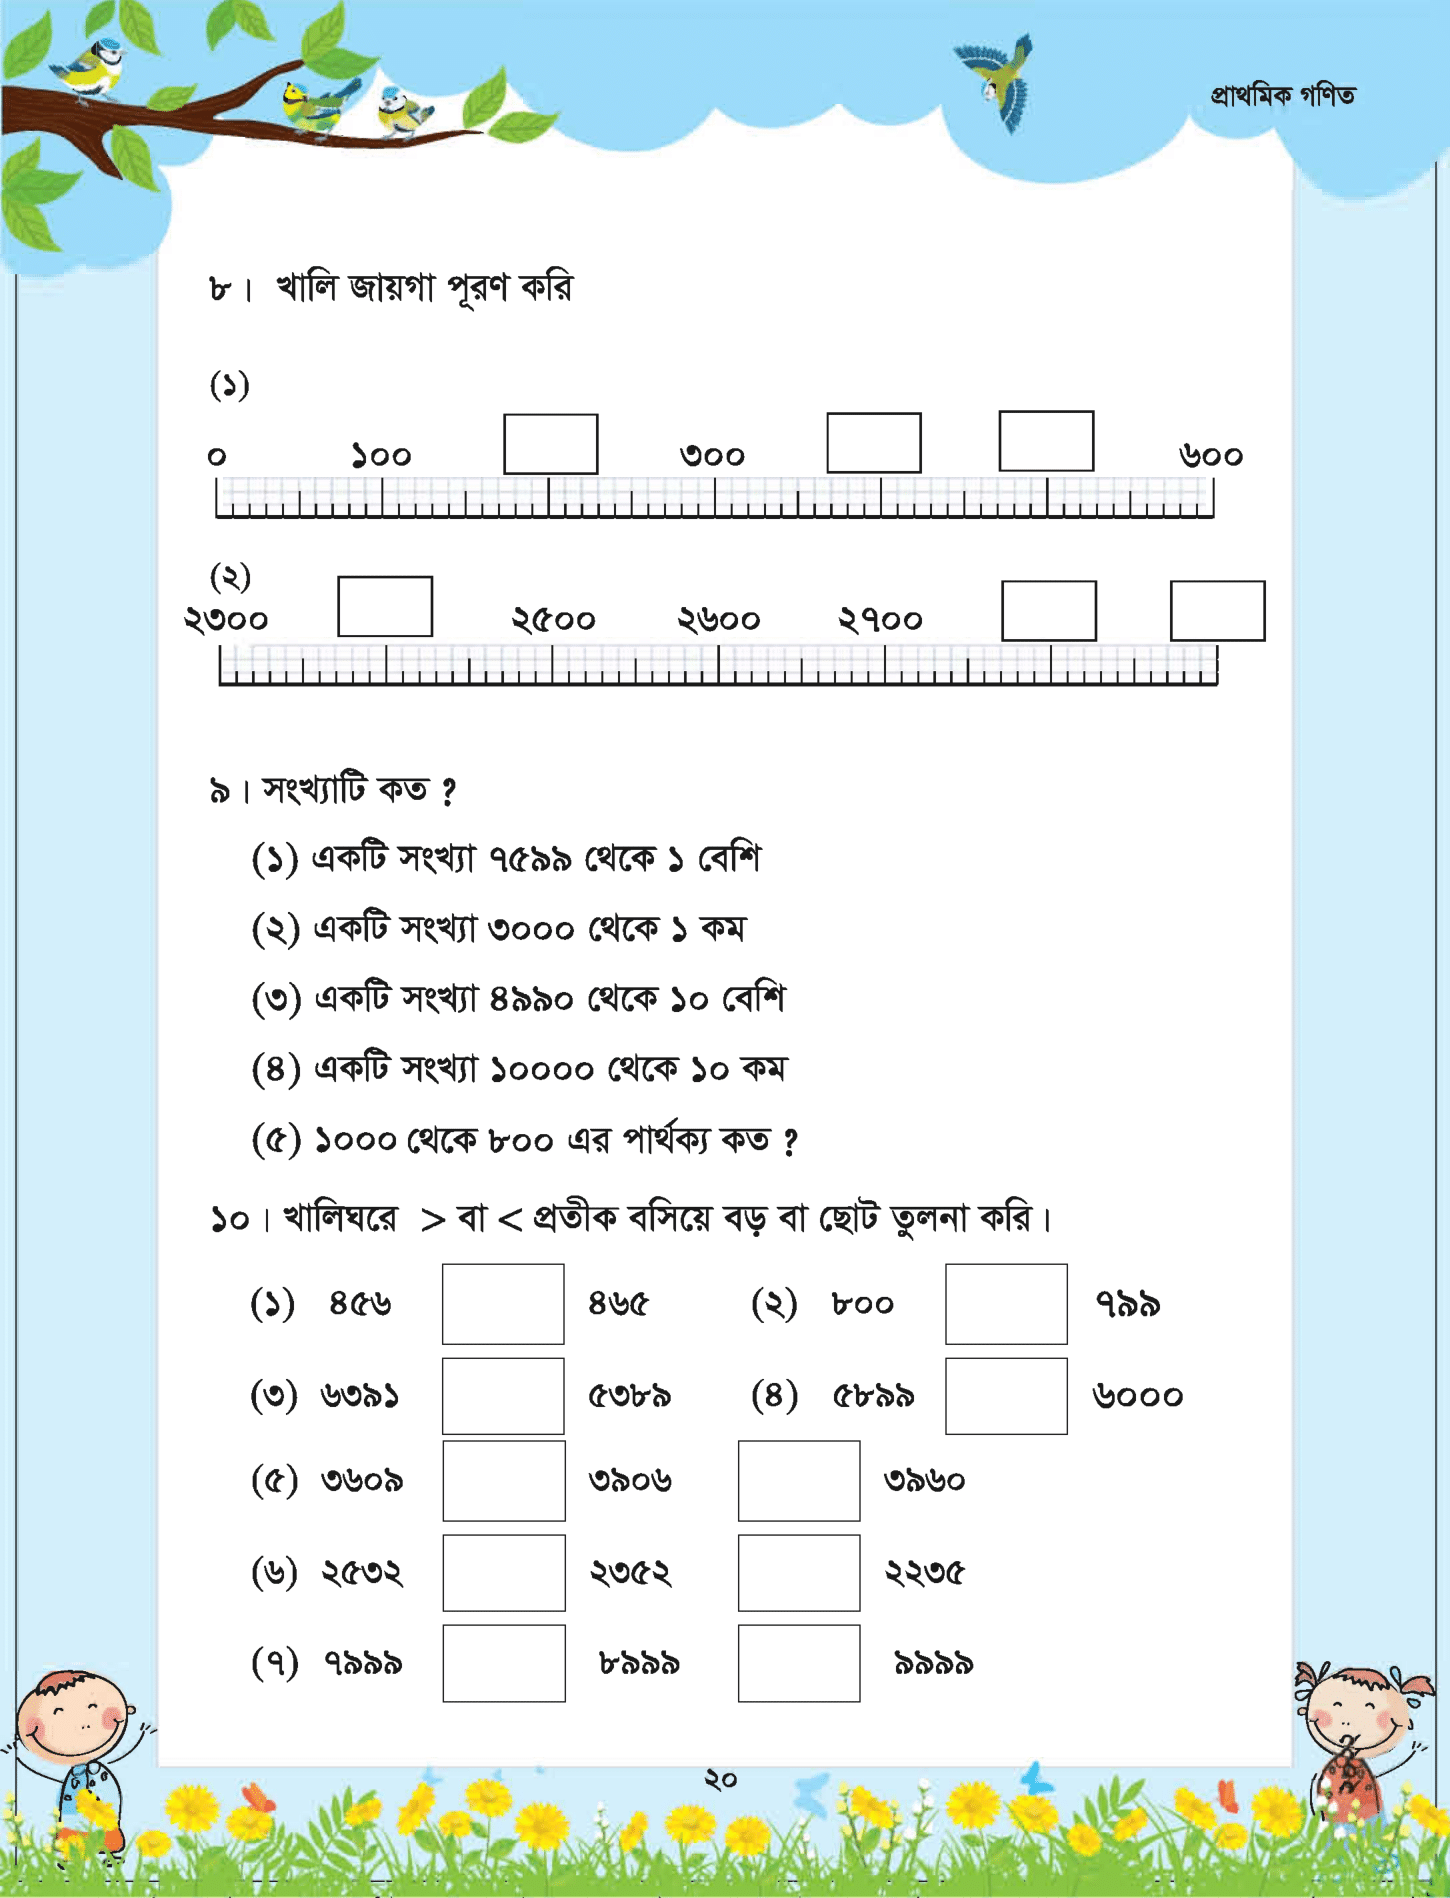 প্রাথমিক গণিত
৮। খালি জায়গা পূরণ করি
(১)
০ ১০০ ৩০০ ৬০০
(২)
২৩০০ ২৫০০ ২৬০০ ২৭০০
৯। সংখ্যাটি কত ?
(১) একটি সংখ্যা ৭৫৯৯ থেকে ১ বেশি
(২) একটি সংখ্যা ৩০০০ থেকে ১ কম
(৩) একটি সংখ্যা ৪৯৯০ থেকে ১০ বেশি
(৪) একটি সংখ্যা ১০০০০ থেকে ১০ কম
(৫) ১০০০ থেকে ৮০০ এর পার্থক্য কত ?
১০। খালিঘরে > বা < প্রতীক বসিয়ে বড় বা ছোট তুলনা করি।
(১) ৪৫৬ ৪৬৫ (২) ৮০০ ৭৯৯
(৩) ৬৩৯১ ৫৩৮৯ (৪) ৫৮৯৯ ৬০০০
(৫) ৩৬০৯ ৩৯০৬ ৩৯৬০
(৬) ২৫৩২ ২৩৫২ ২২৩৫
(৭) ৭৯৯৯ ৮৯৯৯ ৯৯৯৯
২০